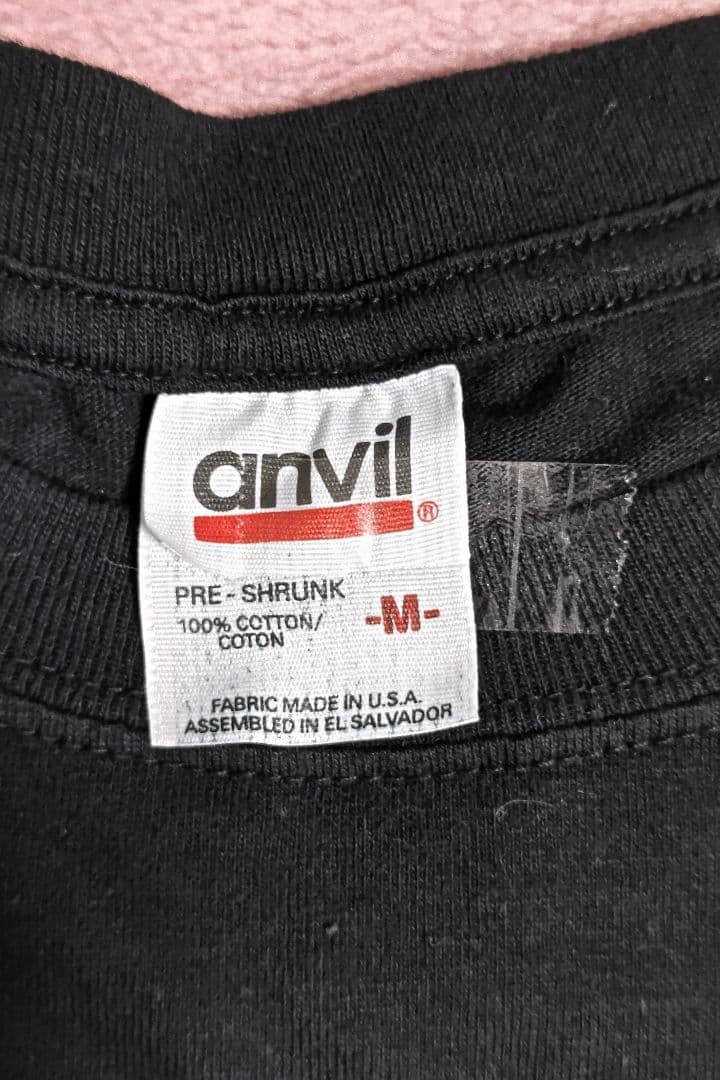 anvil®
PRE-SHRUNK
100% COTTON/
COTON
-M-
FABRIC MADE IN U.S.A.
ASSEMBLED IN EL SALVADOR